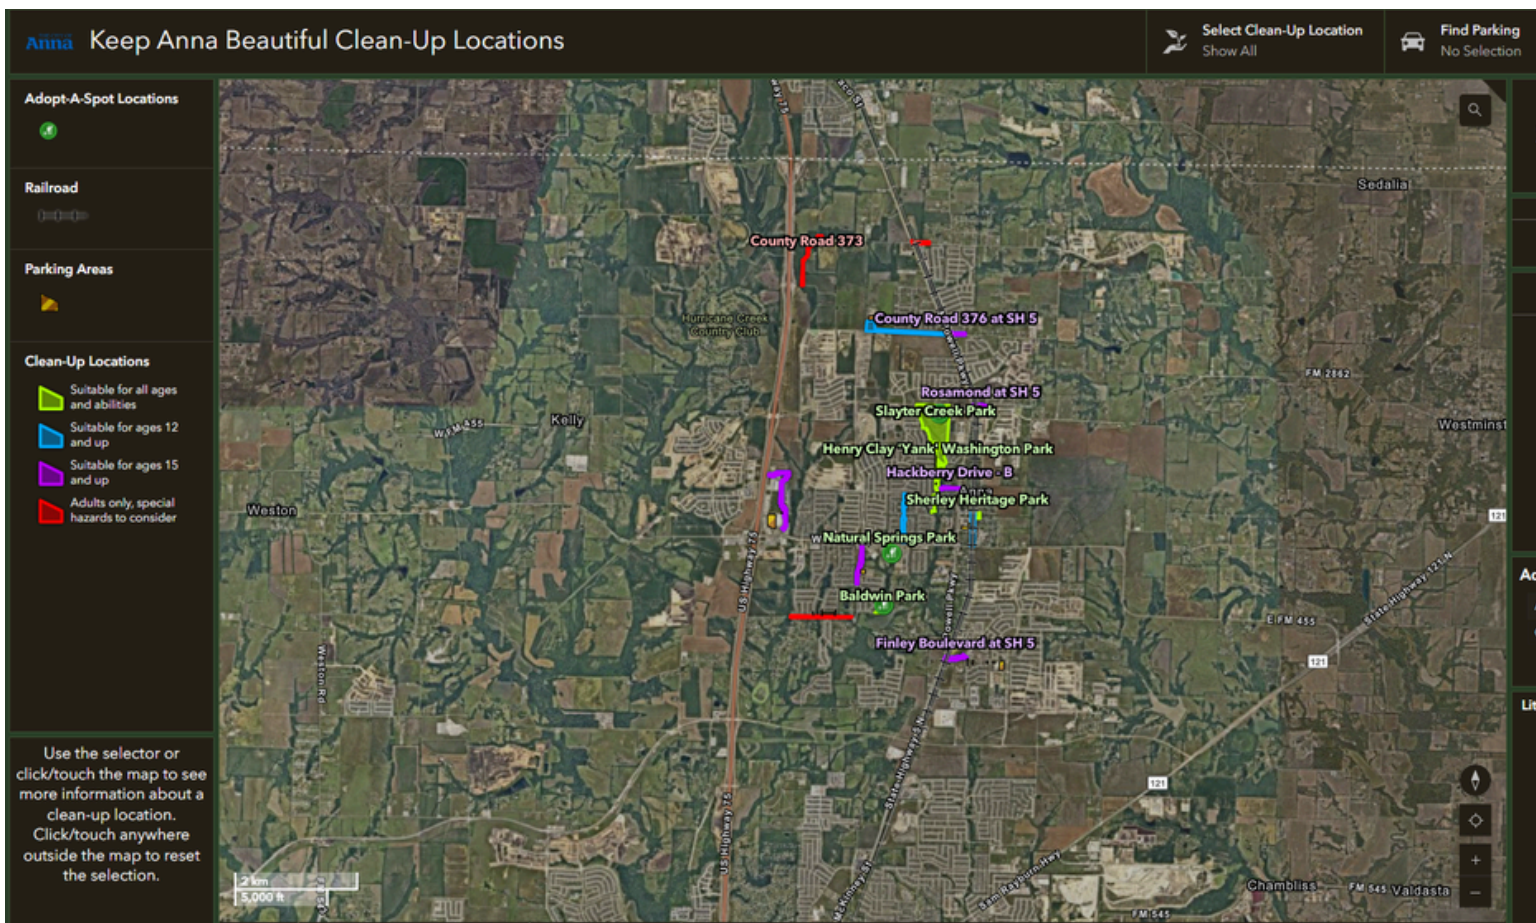 Anna
Keep Anna Beautiful Clean-Up Locations
Select Clean-Up Location
Show All
Find Parking
No Selection
Adopt-A-Spot Locations
Railroad
Parking Areas
Clean-Up Locations
Suitable for all ages
and abilities
Suitable for ages 12
and up
Suitable for ages 15
and up
Adults only, special
hazards to consider
Use the selector or
click/touch the map to see
more information about a
clean-up location.
Click/touch anywhere
outside the map to reset
the selection.
Sedalia
County Road 373
Hurricane Creek
Country Club
County Road 376 at SH 5
FM 2862
Rosamond at SH 5
Slayter Creek Park
Kelly
W FM 455
Westminst
Henry Clay 'Yank' Washington Park
Hackberry Drive - B
Anna
Sherley Heritage Park
Weston
121
Natural Springs Park
US Highway 75
Baldwin Park
Powell Pkwy
State Highway 121 N
E FM 455
Finley Boulevard at SH 5
121
Weston Rd
State Highway 5 N
121
US Highway 75
McKinney St
Sam Rayburn Hwy
2 km
5,000 ft
Chambliss
FM 545
Valdasta
FM 545
Ad
Lit